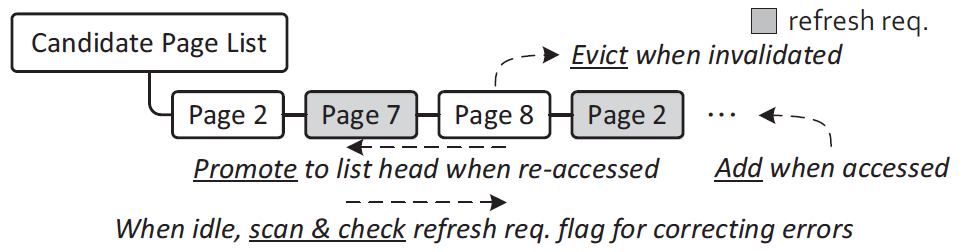 refresh req.
Candidate Page List
Evict when invalidated
Page 2 Page 7 Page 8 Page 2 ...
Promote to list head when re-accessed
Add when accessed
When idle, scan & check refresh req. flag for correcting errors